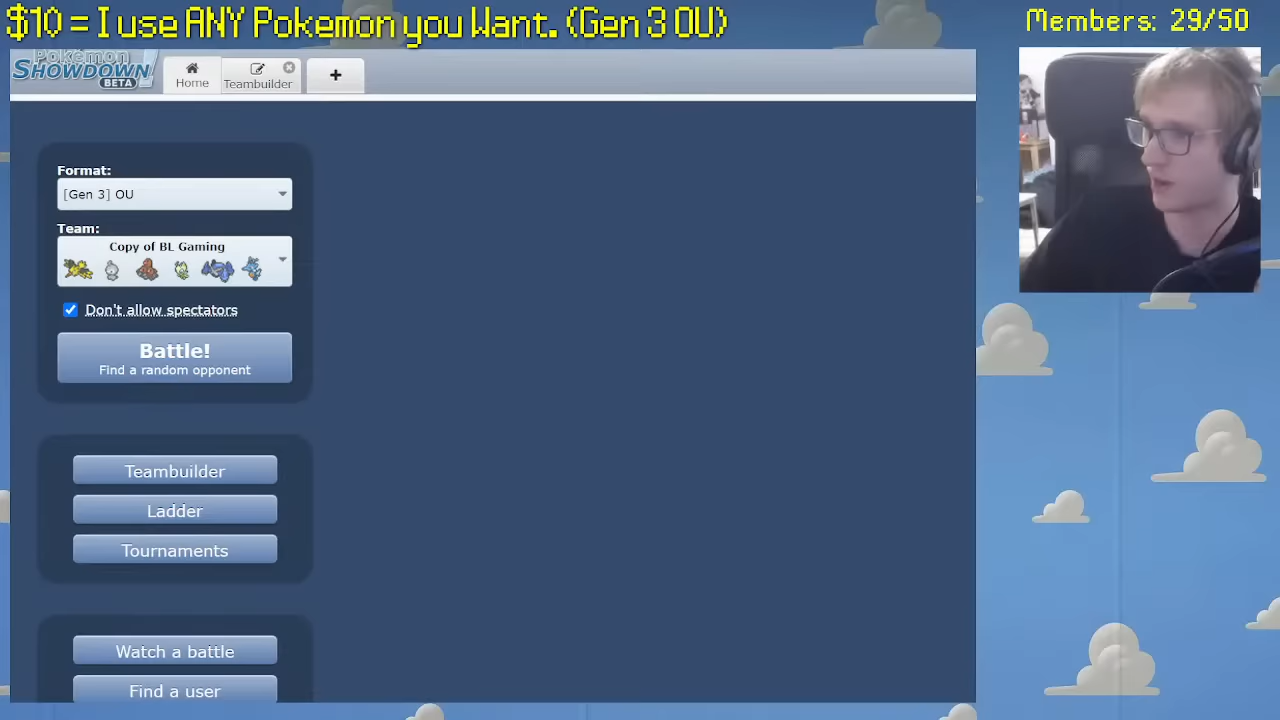 $10 = I use ANY Pokemon you Want. (Gen 3 OU)
Members: 29/50
Pokémon
SHOWDOWN!
BETA
Home
Teambuilder
+
Format:
[Gen 3] OU
Team:
Copy of BL Gaming
Don't allow spectators
Battle!
Find a random opponent
Teambuilder
Ladder
Tournaments
Watch a battle
Find a user